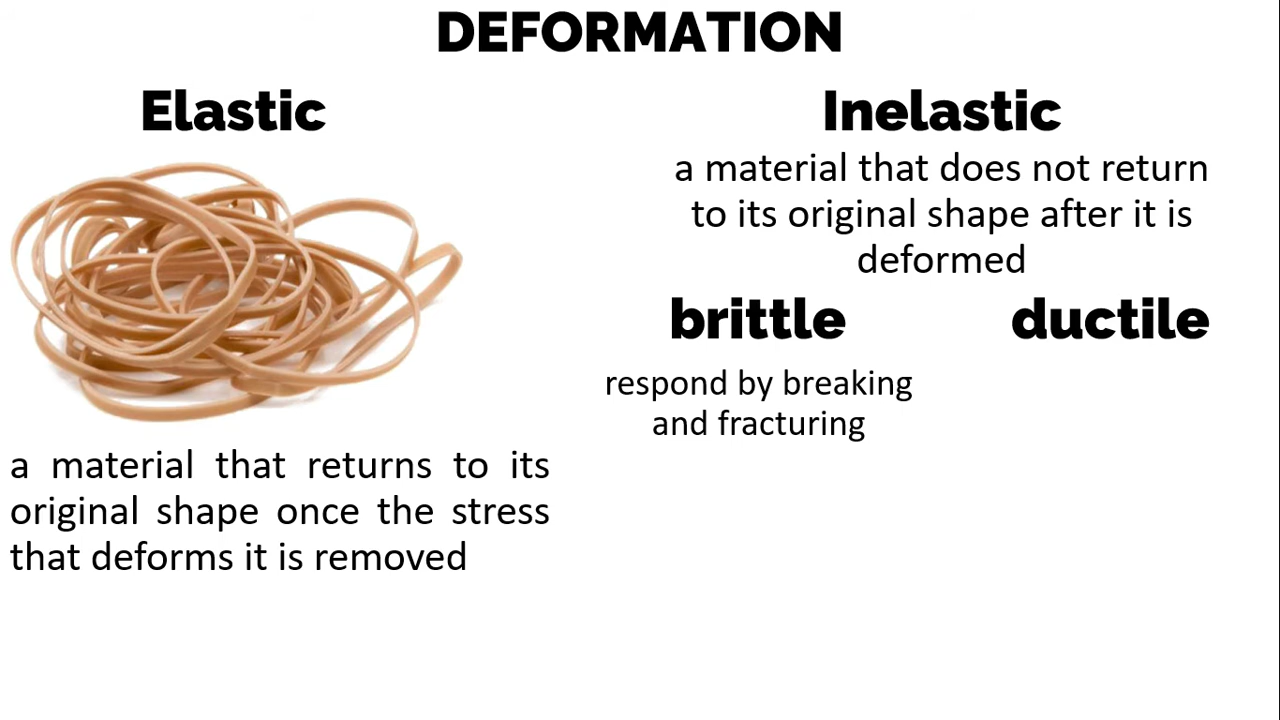 DEFORMATION
Elastic
a material that returns to its
original shape once the stress
that deforms it is removed
Inelastic
a material that does not return
to its original shape after it is
deformed
brittle
respond by breaking
and fracturing
ductile